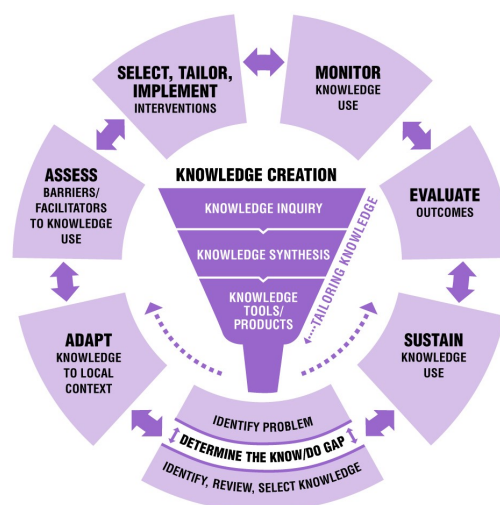 SELECT, TAILOR,
IMPLEMENT
INTERVENTIONS
MONITOR
KNOWLEDGE
USE
ASSESS
BARRIERS/
FACILITATORS
TO KNOWLEDGE
USE
KNOWLEDGE CREATION
KNOWLEDGE INQUIRY
KNOWLEDGE SYNTHESIS
KNOWLEDGE
TOOLS/
PRODUCTS
TAILORING KNOWLEDGE
EVALUATE
OUTCOMES
ADAPT
KNOWLEDGE
TO LOCAL
CONTEXT
SUSTAIN
KNOWLEDGE
USE
IDENTIFY PROBLEM
DETERMINE THE KNOW/DO GAP
IDENTIFY, REVIEW, SELECT KNOWLEDGE